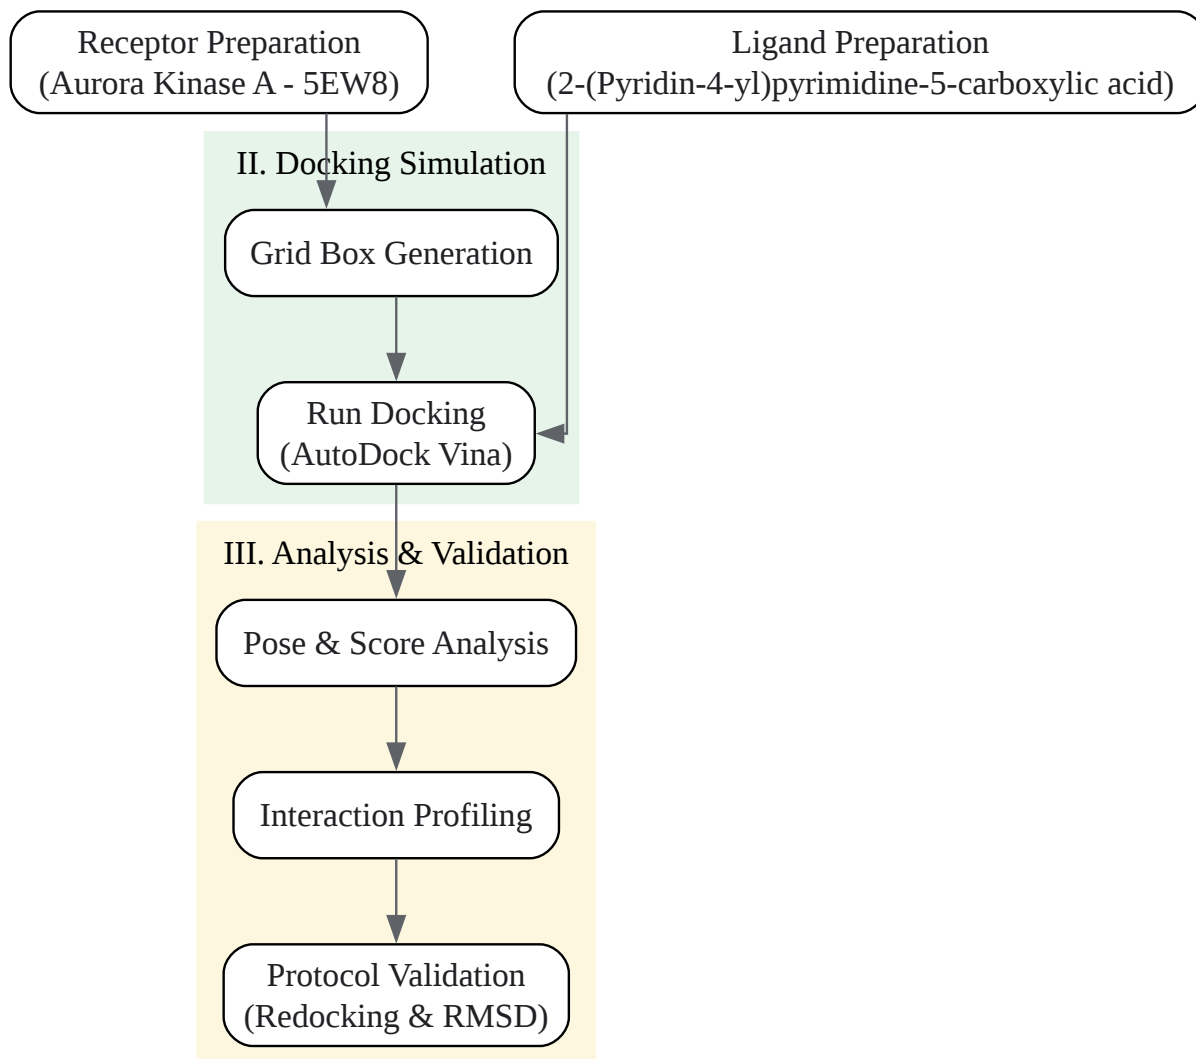 Receptor Preparation
(Aurora Kinase A - 5EW8)
Ligand Preparation
(2-(Pyridin-4-yl)pyrimidine-5-carboxylic acid)
II. Docking Simulation
Grid Box Generation
Run Docking
(AutoDock Vina)
III. Analysis & Validation
Pose & Score Analysis
Interaction Profiling
Protocol Validation
(Redocking & RMSD)